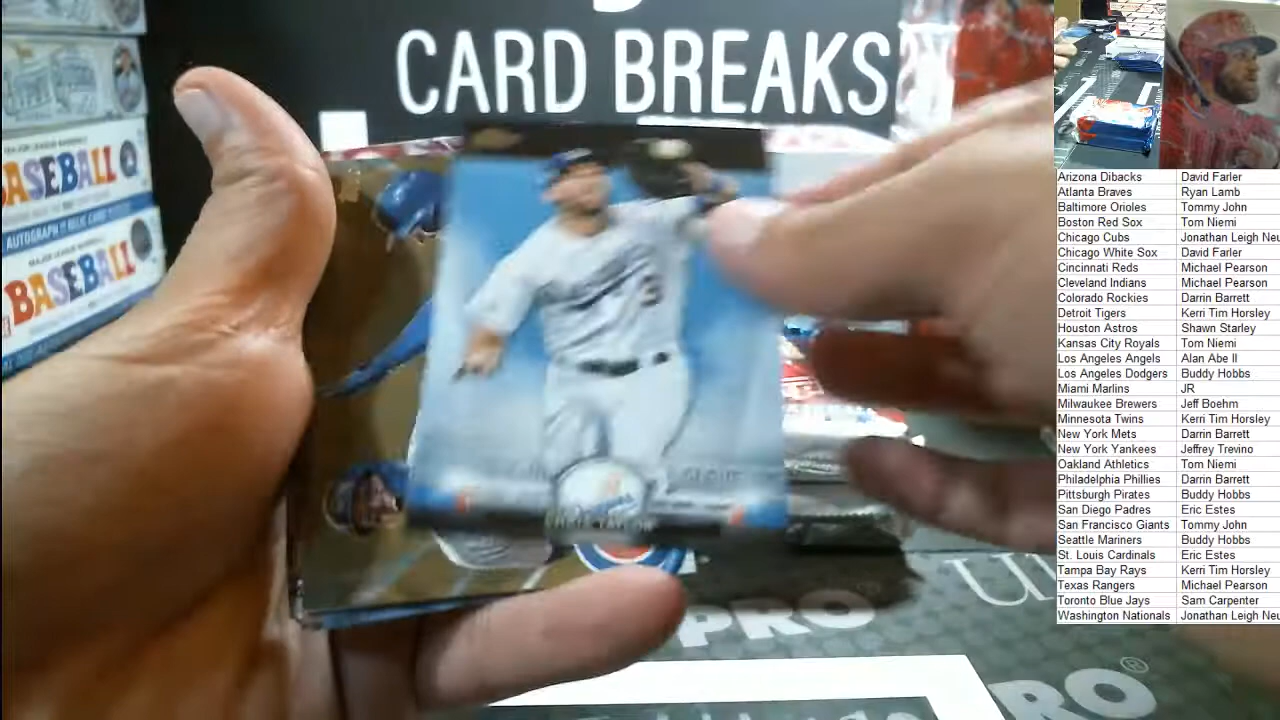 CARD BREAKS
MAJOR LEAGUE BASEBALL
BASEBALL
AUTOGRAPH
RELIC CARD
BASEBALL
3
CHRIS TAYLOR
PRO
PRO
®
Arizona Dibacks David Farler
Atlanta Braves Ryan Lamb
Baltimore Orioles Tommy John
Boston Red Sox Tom Niemi
Chicago Cubs Jonathan Leigh Neu
Chicago White Sox David Farler
Cincinnati Reds Michael Pearson
Cleveland Indians Michael Pearson
Colorado Rockies Darrin Barrett
Detroit Tigers Kerri Tim Horsley
Houston Astros Shawn Starley
Kansas City Royals Tom Niemi
Los Angeles Angels Alan Abe II
Los Angeles Dodgers Buddy Hobbs
Miami Marlins JR
Milwaukee Brewers Jeff Boehm
Minnesota Twins Kerri Tim Horsley
New York Mets Darrin Barrett
New York Yankees Jeffrey Trevino
Oakland Athletics Tom Niemi
Philadelphia Phillies Darrin Barrett
Pittsburgh Pirates Buddy Hobbs
San Diego Padres Eric Estes
San Francisco Giants Tommy John
Seattle Mariners Buddy Hobbs
St. Louis Cardinals Eric Estes
Tampa Bay Rays Kerri Tim Horsley
Texas Rangers Michael Pearson
Toronto Blue Jays Sam Carpenter
Washington Nationals Jonathan Leigh Neu